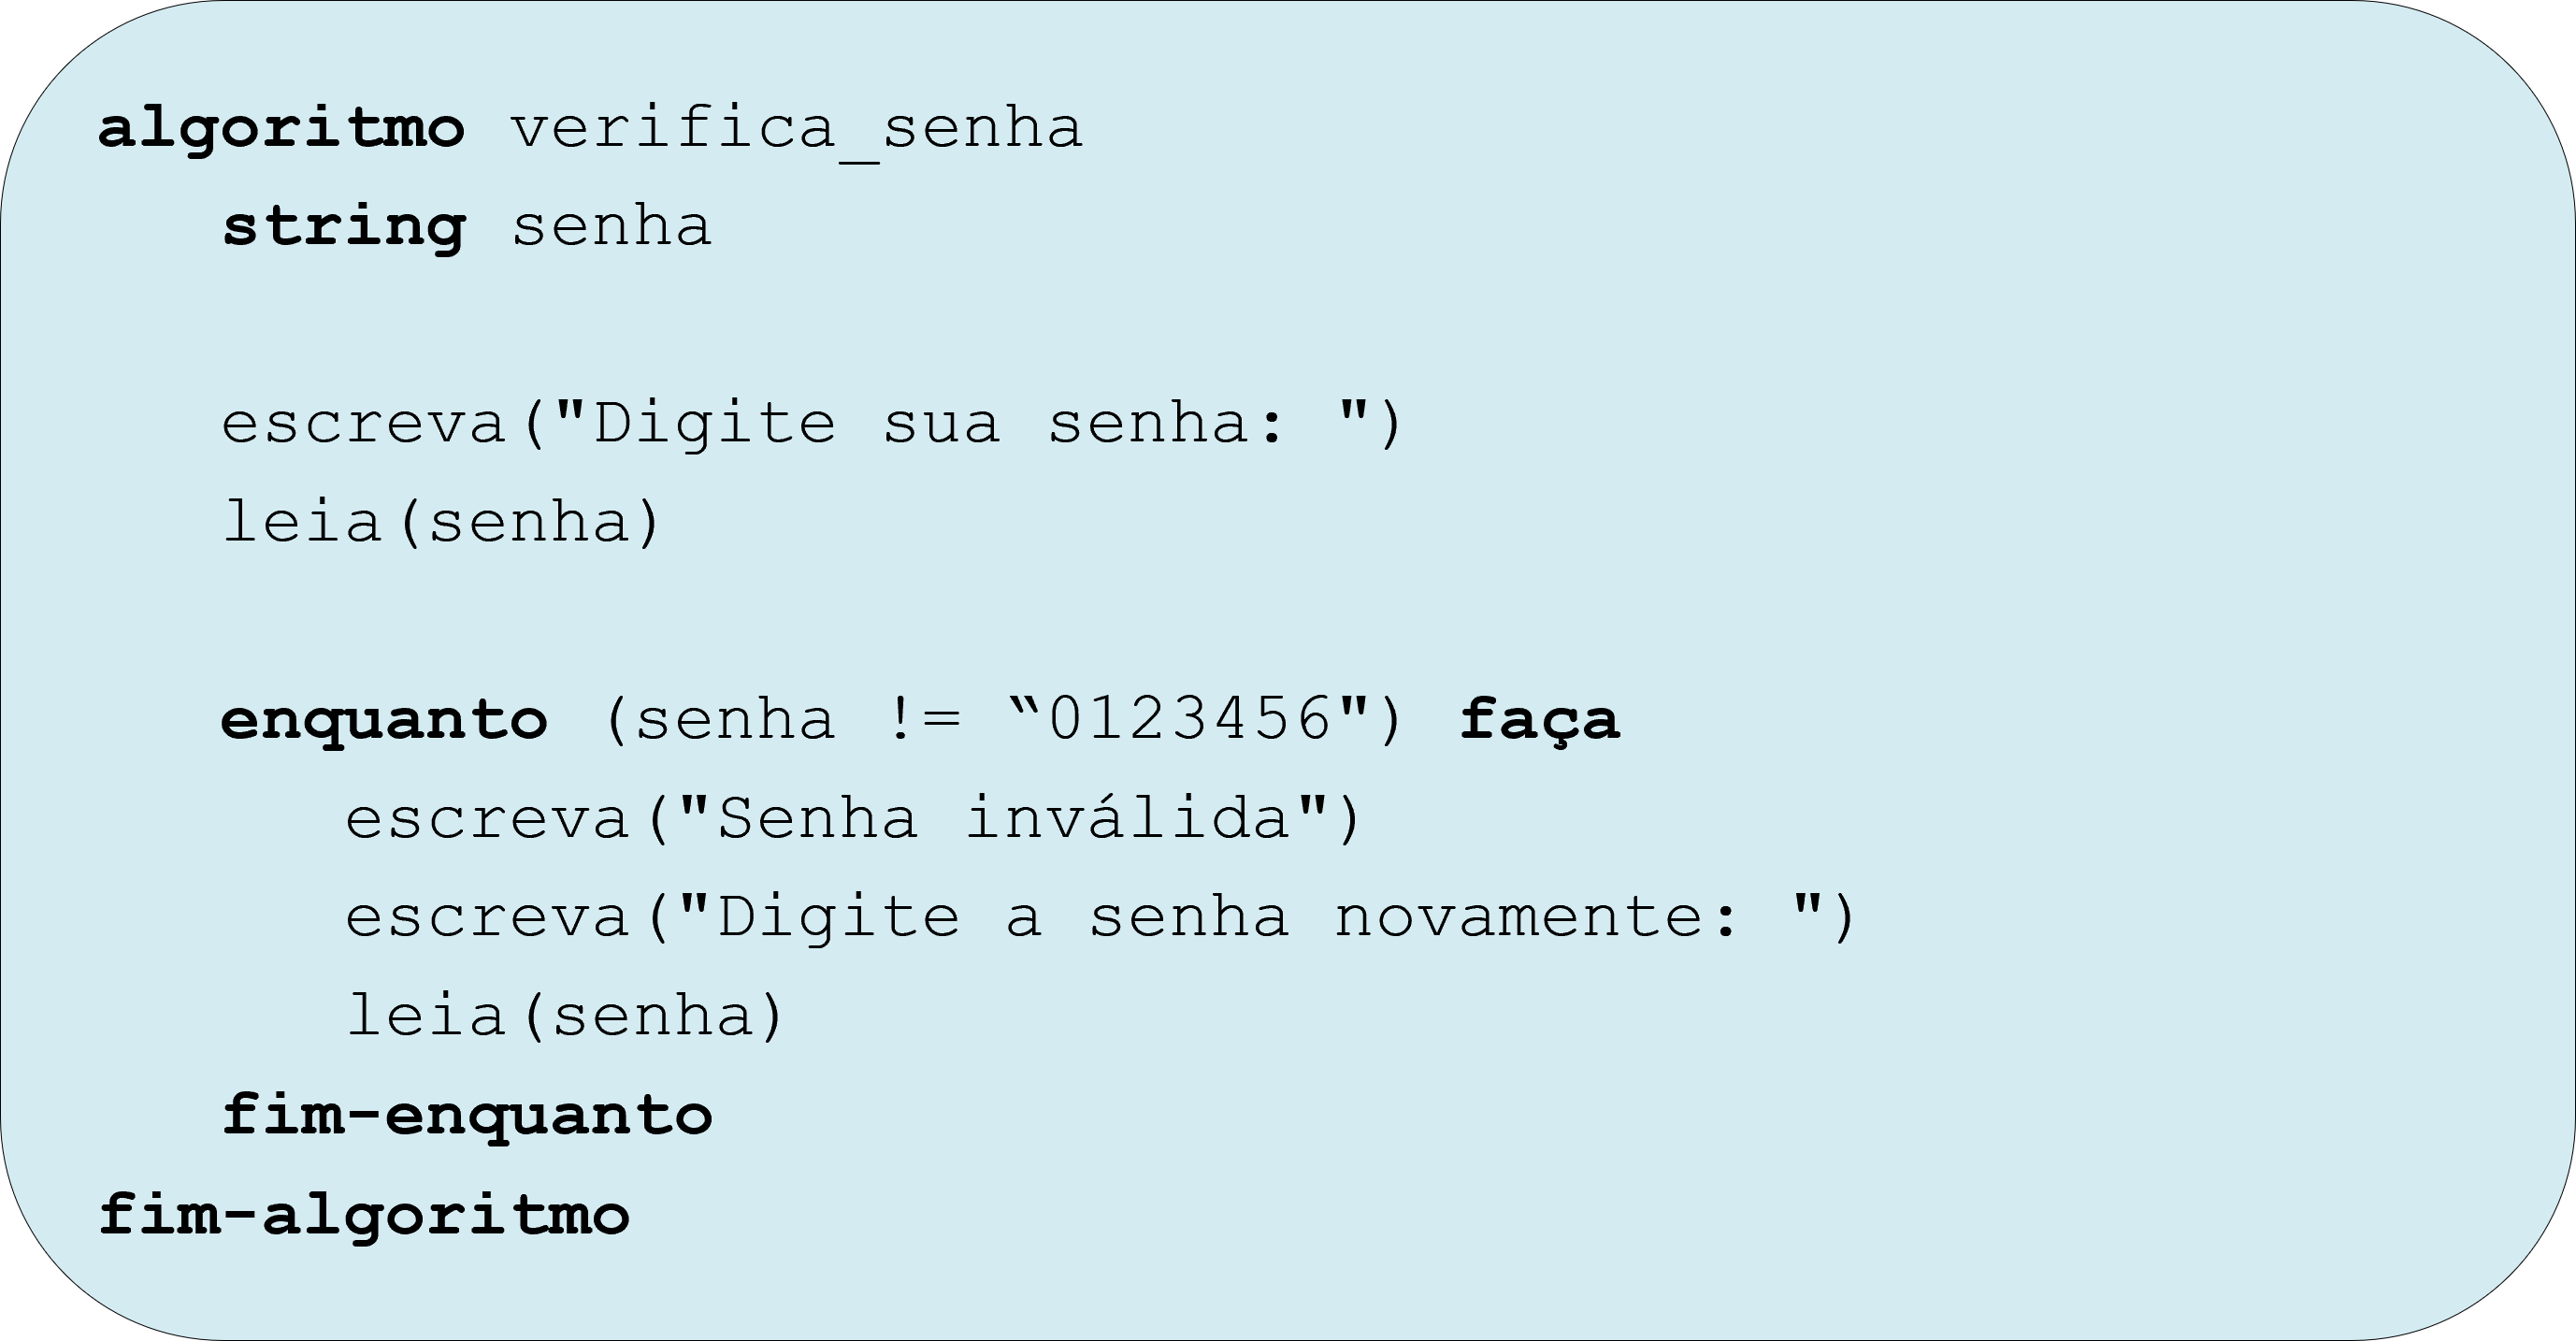 algoritmo verifica_senha
string senha
escreva("Digite sua senha: ")
leia(senha)
enquanto (senha != “0123456") faça
escreva("Senha inválida")
escreva("Digite a senha novamente: ")
leia(senha)
fim-enquanto
fim-algoritmo